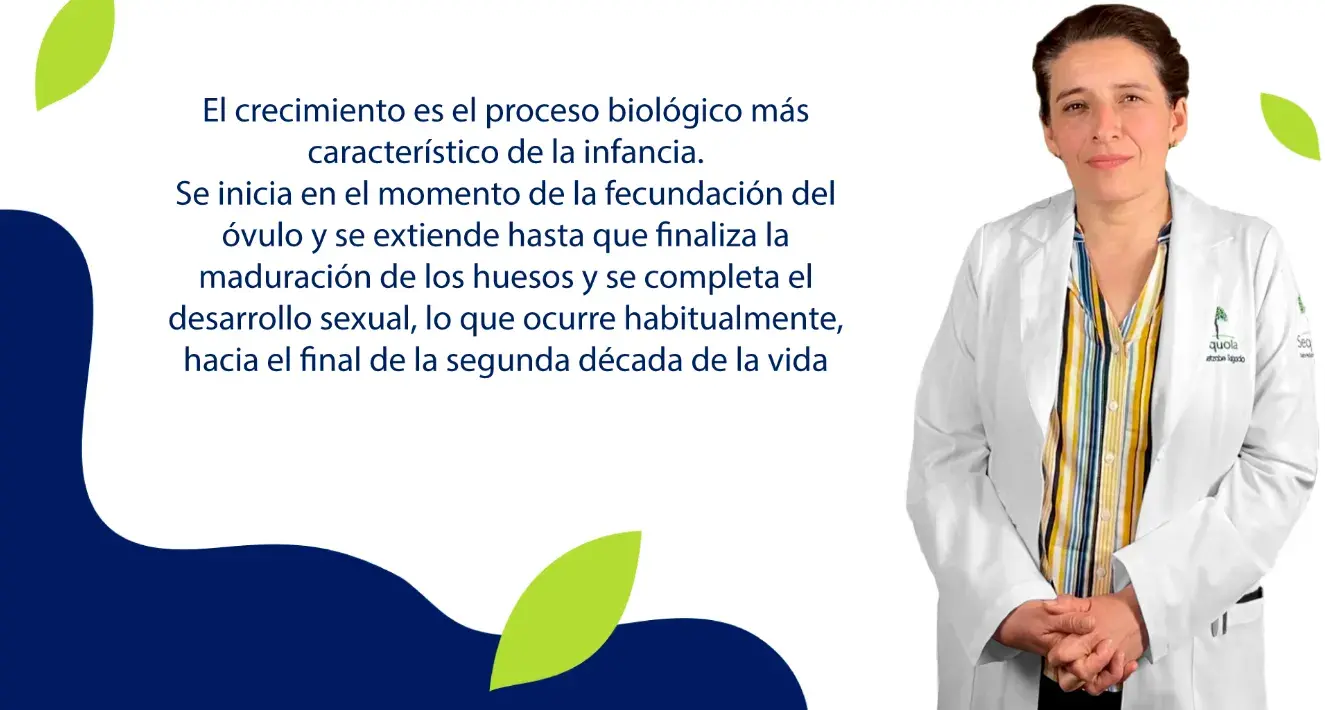 El crecimiento es el proceso biológico más
característico de la infancia.
Se inicia en el momento de la fecundación del
óvulo y se extiende hasta que finaliza la
maduración de los huesos y se completa el
desarrollo sexual, lo que ocurre habitualmente,
hacia el final de la segunda década de la vida
quoia
Seq